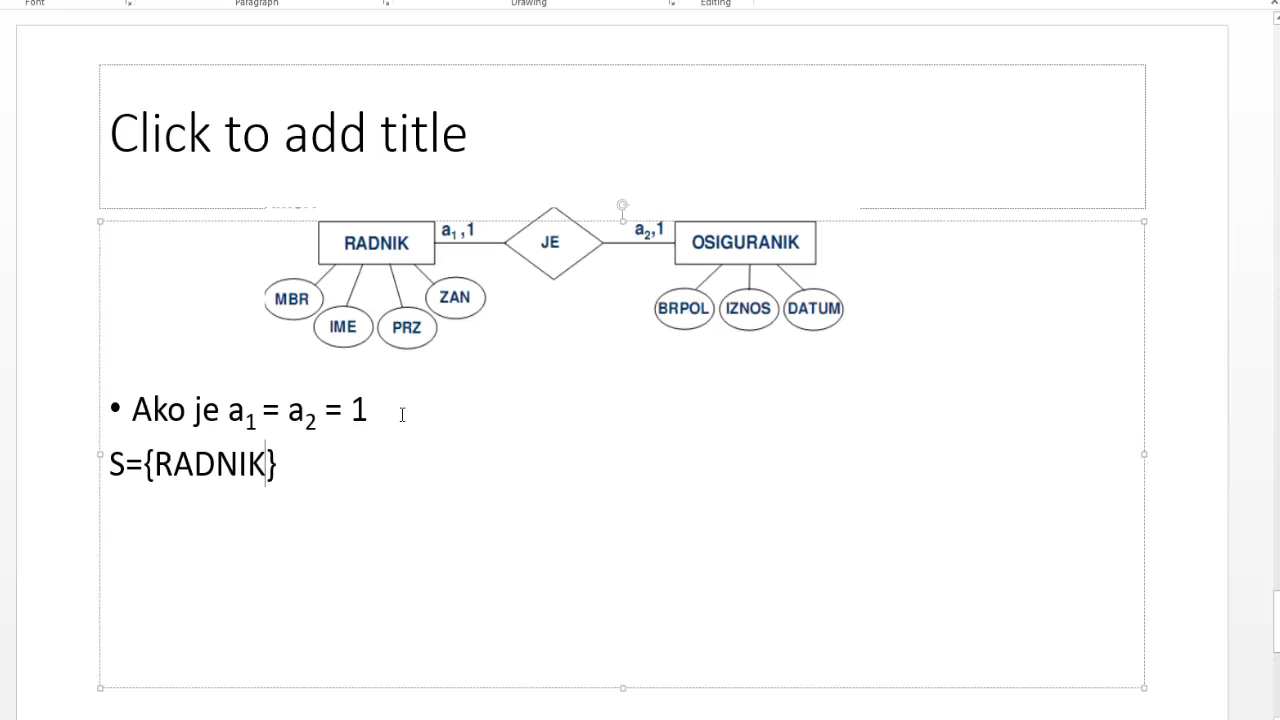 Font Paragraph Drawing Editing
Click to add title
RADNIK a₁,1 JE a₂,1 OSIGURANIK
MBR IME PRZ ZAN BRPOL IZNOS DATUM
• Ako je a₁ = a₂ = 1
S={RADNIK}